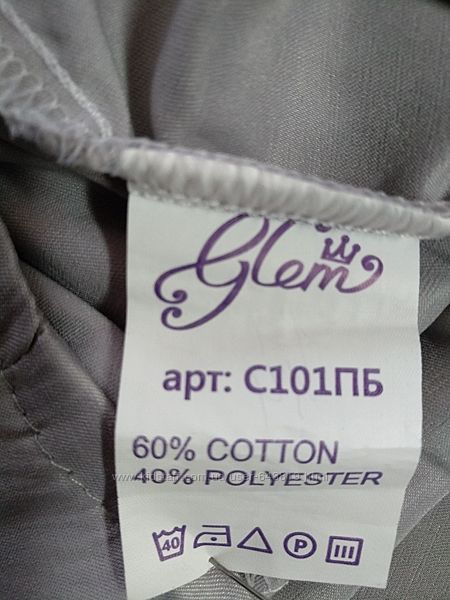 Glem
арт: С101ПБ
60% COTTON
40% POLYESTER
40 P